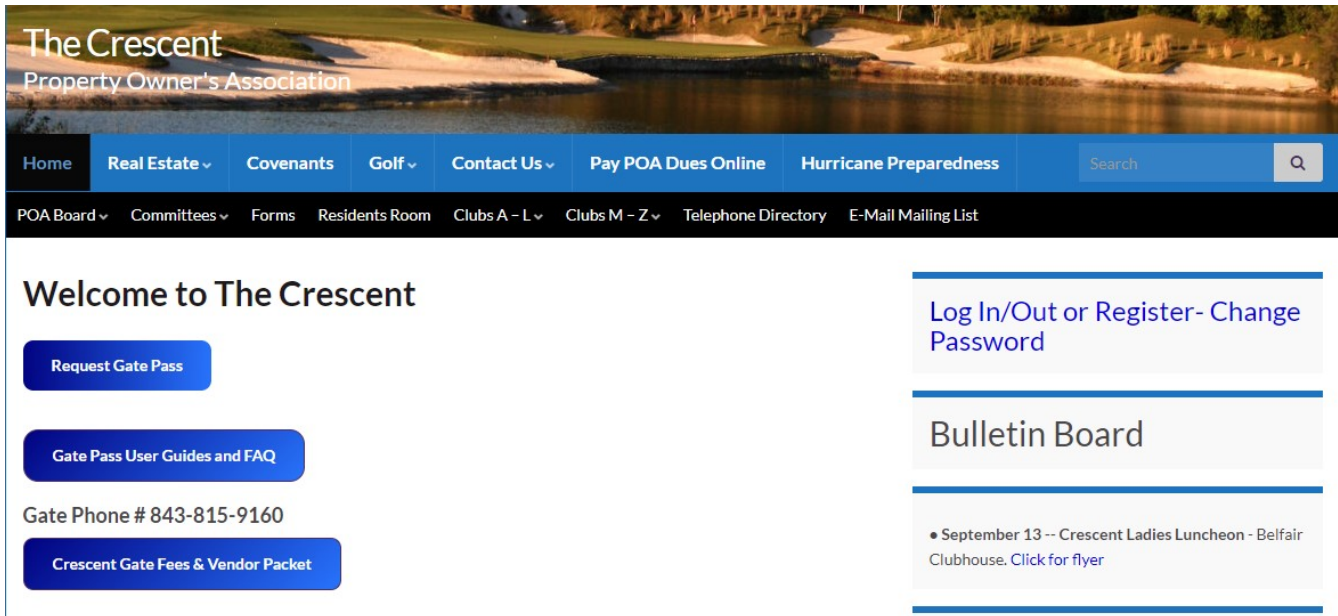 The Crescent
Property Owner's Association
Home Real Estate Covenants Golf Contact Us Pay POA Dues Online Hurricane Preparedness Search
POA Board Committees Forms Residents Room Clubs A – L Clubs M – Z Telephone Directory E-Mail Mailing List
Welcome to The Crescent
Request Gate Pass
Gate Pass User Guides and FAQ
Gate Phone # 843-815-9160
Crescent Gate Fees & Vendor Packet
Log In/Out or Register- Change
Password
Bulletin Board
• September 13 -- Crescent Ladies Luncheon - Belfair
Clubhouse. Click for flyer